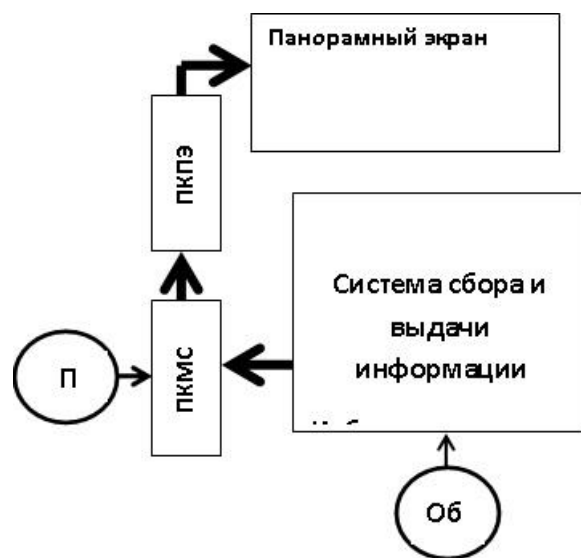 Панорамный экран
ПКПЭ
Система сбора и
выдачи
информации
ПКМС
П
Об